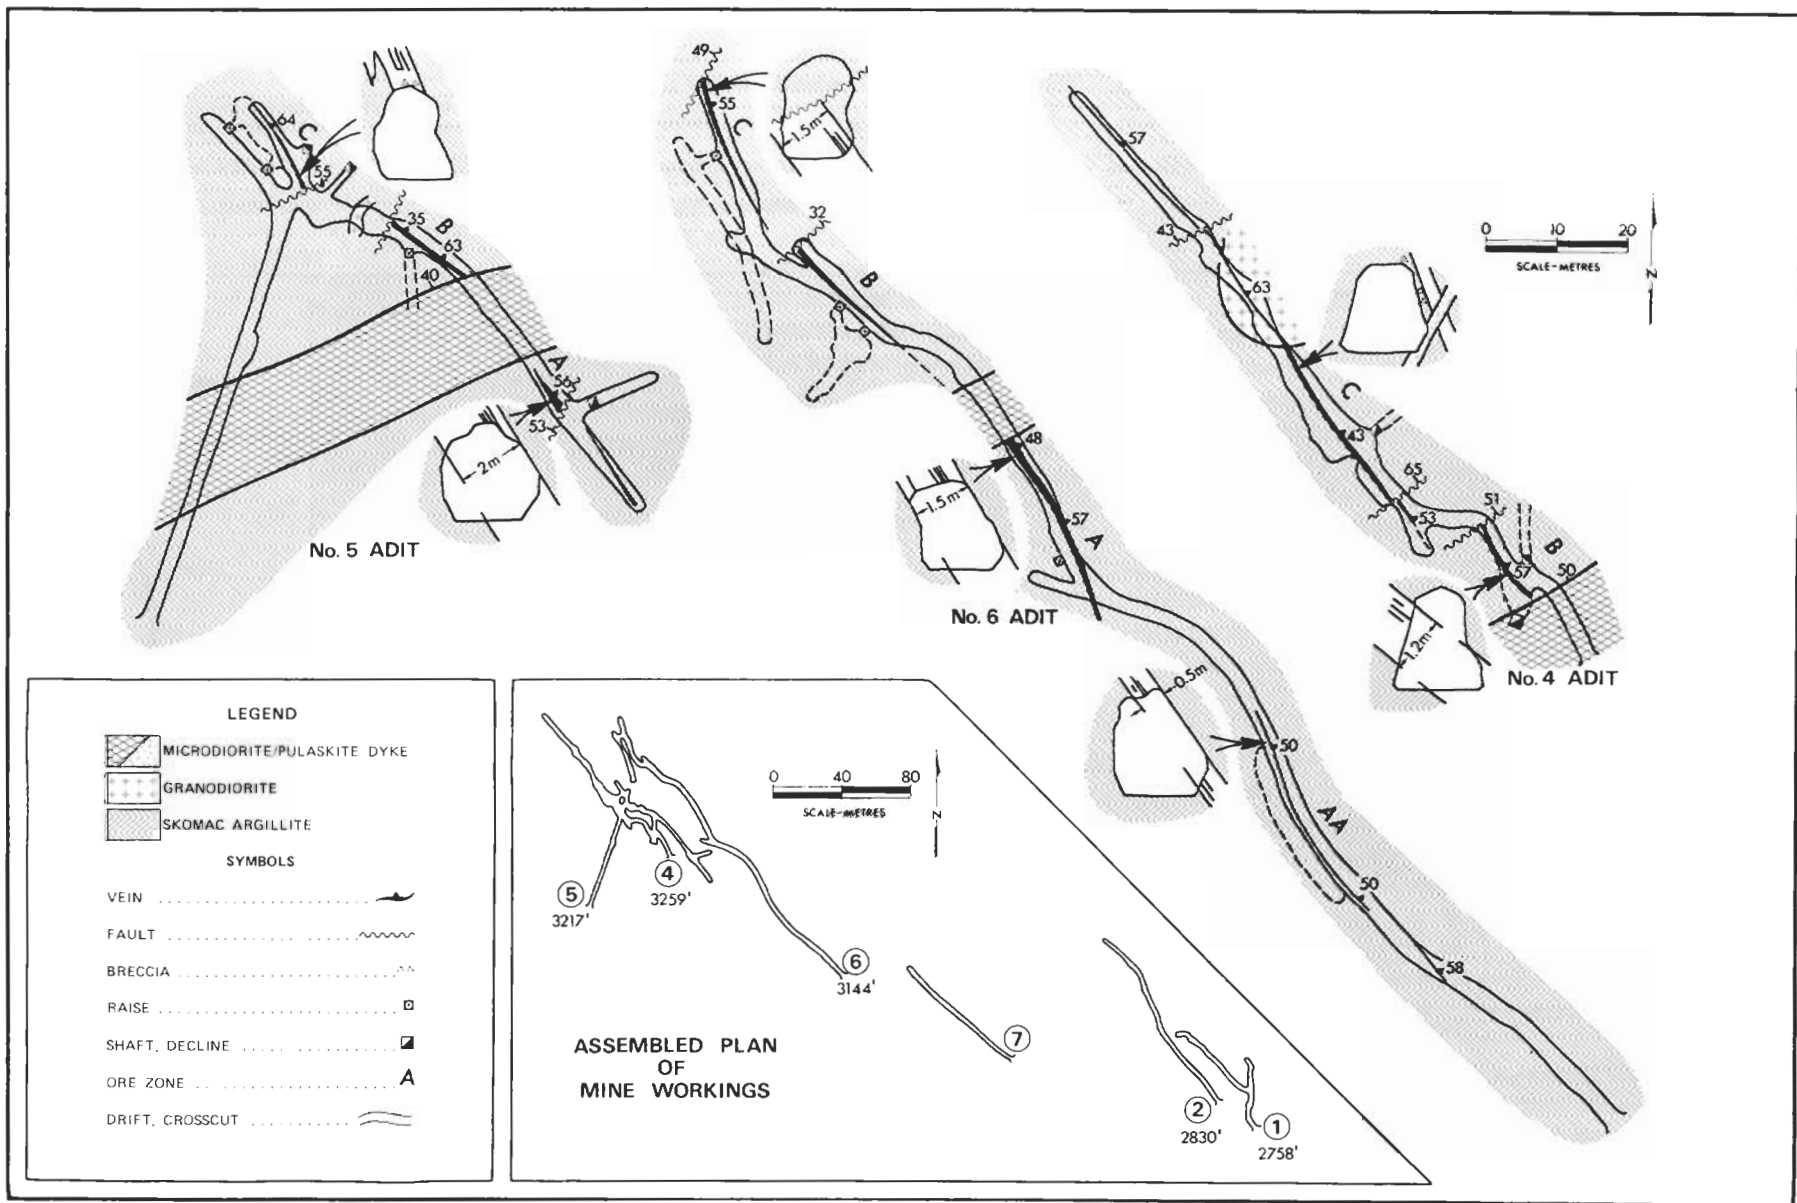 64
C
55
35
B
63
40
A
56
53
2m
No. 5 ADIT
49
55
C
1.5m
32
B
48
1.5m
57
A
No. 6 ADIT
0.5m
50
AA
50
58
57
43
63
C
43
65
53
51
B
57
50
1.2m
No. 4 ADIT
0 10 20
SCALE-METRES
N
LEGEND
MICRODIORITE/PULASKITE DYKE
GRANODIORITE
SKOMAC ARGILLITE
SYMBOLS
VEIN
FAULT
BRECCIA
RAISE
SHAFT, DECLINE
ORE ZONE A
DRIFT, CROSSCUT
0 40 80
SCALE-METRES
N
5
3217'
4
3259'
6
3144'
7
2
2830'
1
2758'
ASSEMBLED PLAN
OF
MINE WORKINGS